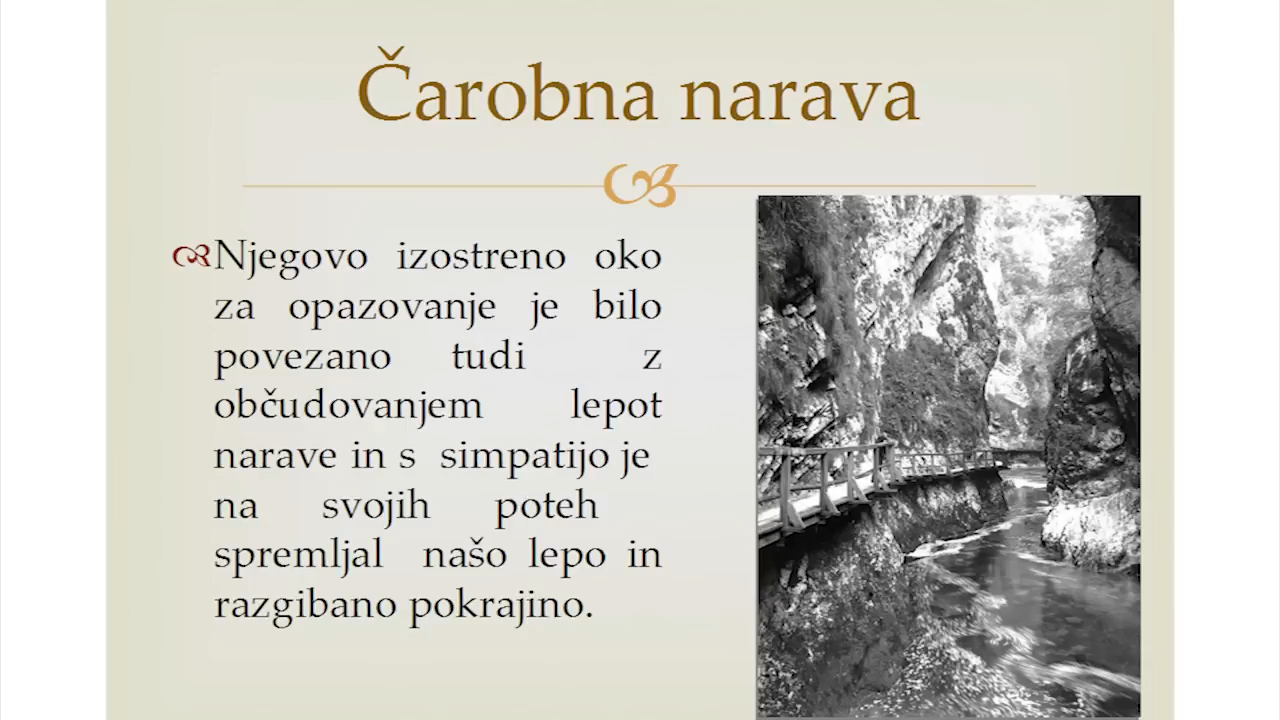 Čarobna narava
Njegovo izostreno oko
za opazovanje je bilo
povezano tudi z
občudovanjem lepot
narave in s simpatijo je
na svojih poteh
spremljal našo lepo in
razgibano pokrajino.